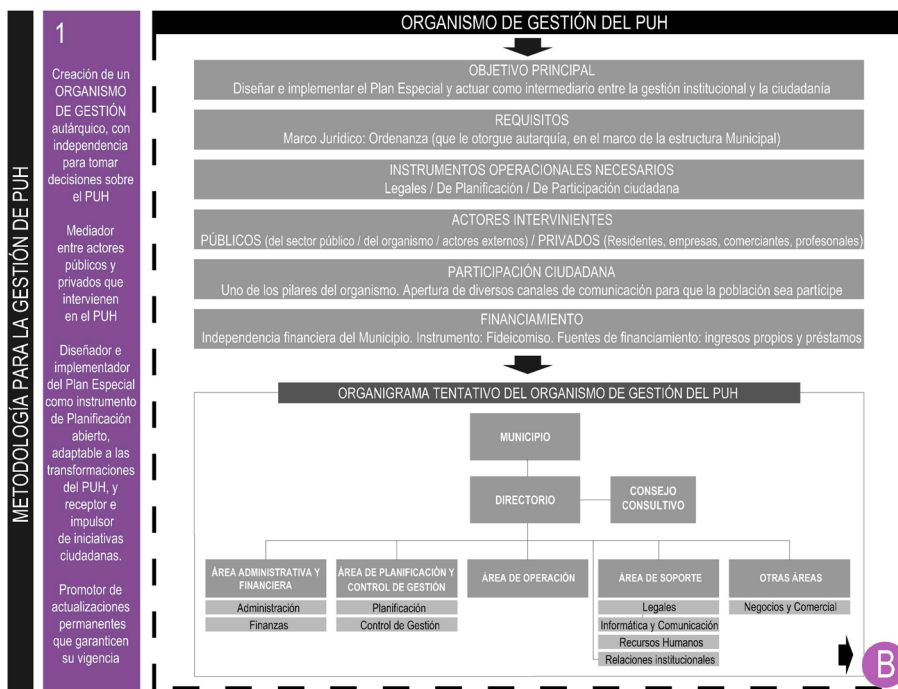 METODOLOGÍA PARA LA GESTIÓN DE PUH
1
Creación de un
ORGANISMO
DE GESTIÓN
autárquico, con
independencia
para tomar
decisiones sobre
el PUH
Mediador
entre actores
públicos y
privados que
intervienen
en el PUH
Diseñador e
implementador
del Plan Especial
como instrumento
de Planificación
abierto,
adaptable a las
transformaciones
del PUH, y
receptor e
impulsor
de iniciativas
ciudadanas.
Promotor de
actualizaciones
permanentes
que garanticen
su vigencia
ORGANISMO DE GESTIÓN DEL PUH
OBJETIVO PRINCIPAL
Diseñar e implementar el Plan Especial y actuar como intermediario entre la gestión institucional y la ciudadanía
REQUISITOS
Marco Jurídico: Ordenanza (que le otorgue autarquía, en el marco de la estructura Municipal)
INSTRUMENTOS OPERACIONALES NECESARIOS
Legales / De Planificación / De Participación ciudadana
ACTORES INTERVINIENTES
PÚBLICOS (del sector público / del organismo / actores externos) / PRIVADOS (Residentes, empresas, comerciantes, profesonales)
PARTICIPACIÓN CIUDADANA
Uno de los pilares del organismo. Apertura de diversos canales de comunicación para que la población sea partícipe
FINANCIAMIENTO
Independencia financiera del Municipio. Instrumento: Fideicomiso. Fuentes de financiamiento: ingresos propios y préstamos
ORGANIGRAMA TENTATIVO DEL ORGANISMO DE GESTIÓN DEL PUH
MUNICIPIO
DIRECTORIO
CONSEJO
CONSULTIVO
ÁREA ADMINISTRATIVA Y
FINANCIERA
Administración
Finanzas
ÁREA DE PLANIFICACIÓN Y
CONTROL DE GESTIÓN
Planificación
Control de Gestión
ÁREA DE OPERACIÓN
ÁREA DE SOPORTE
Legales
Informática y Comunicación
Recursos Humanos
Relaciones institucionales
OTRAS ÁREAS
Negocios y Comercial
B